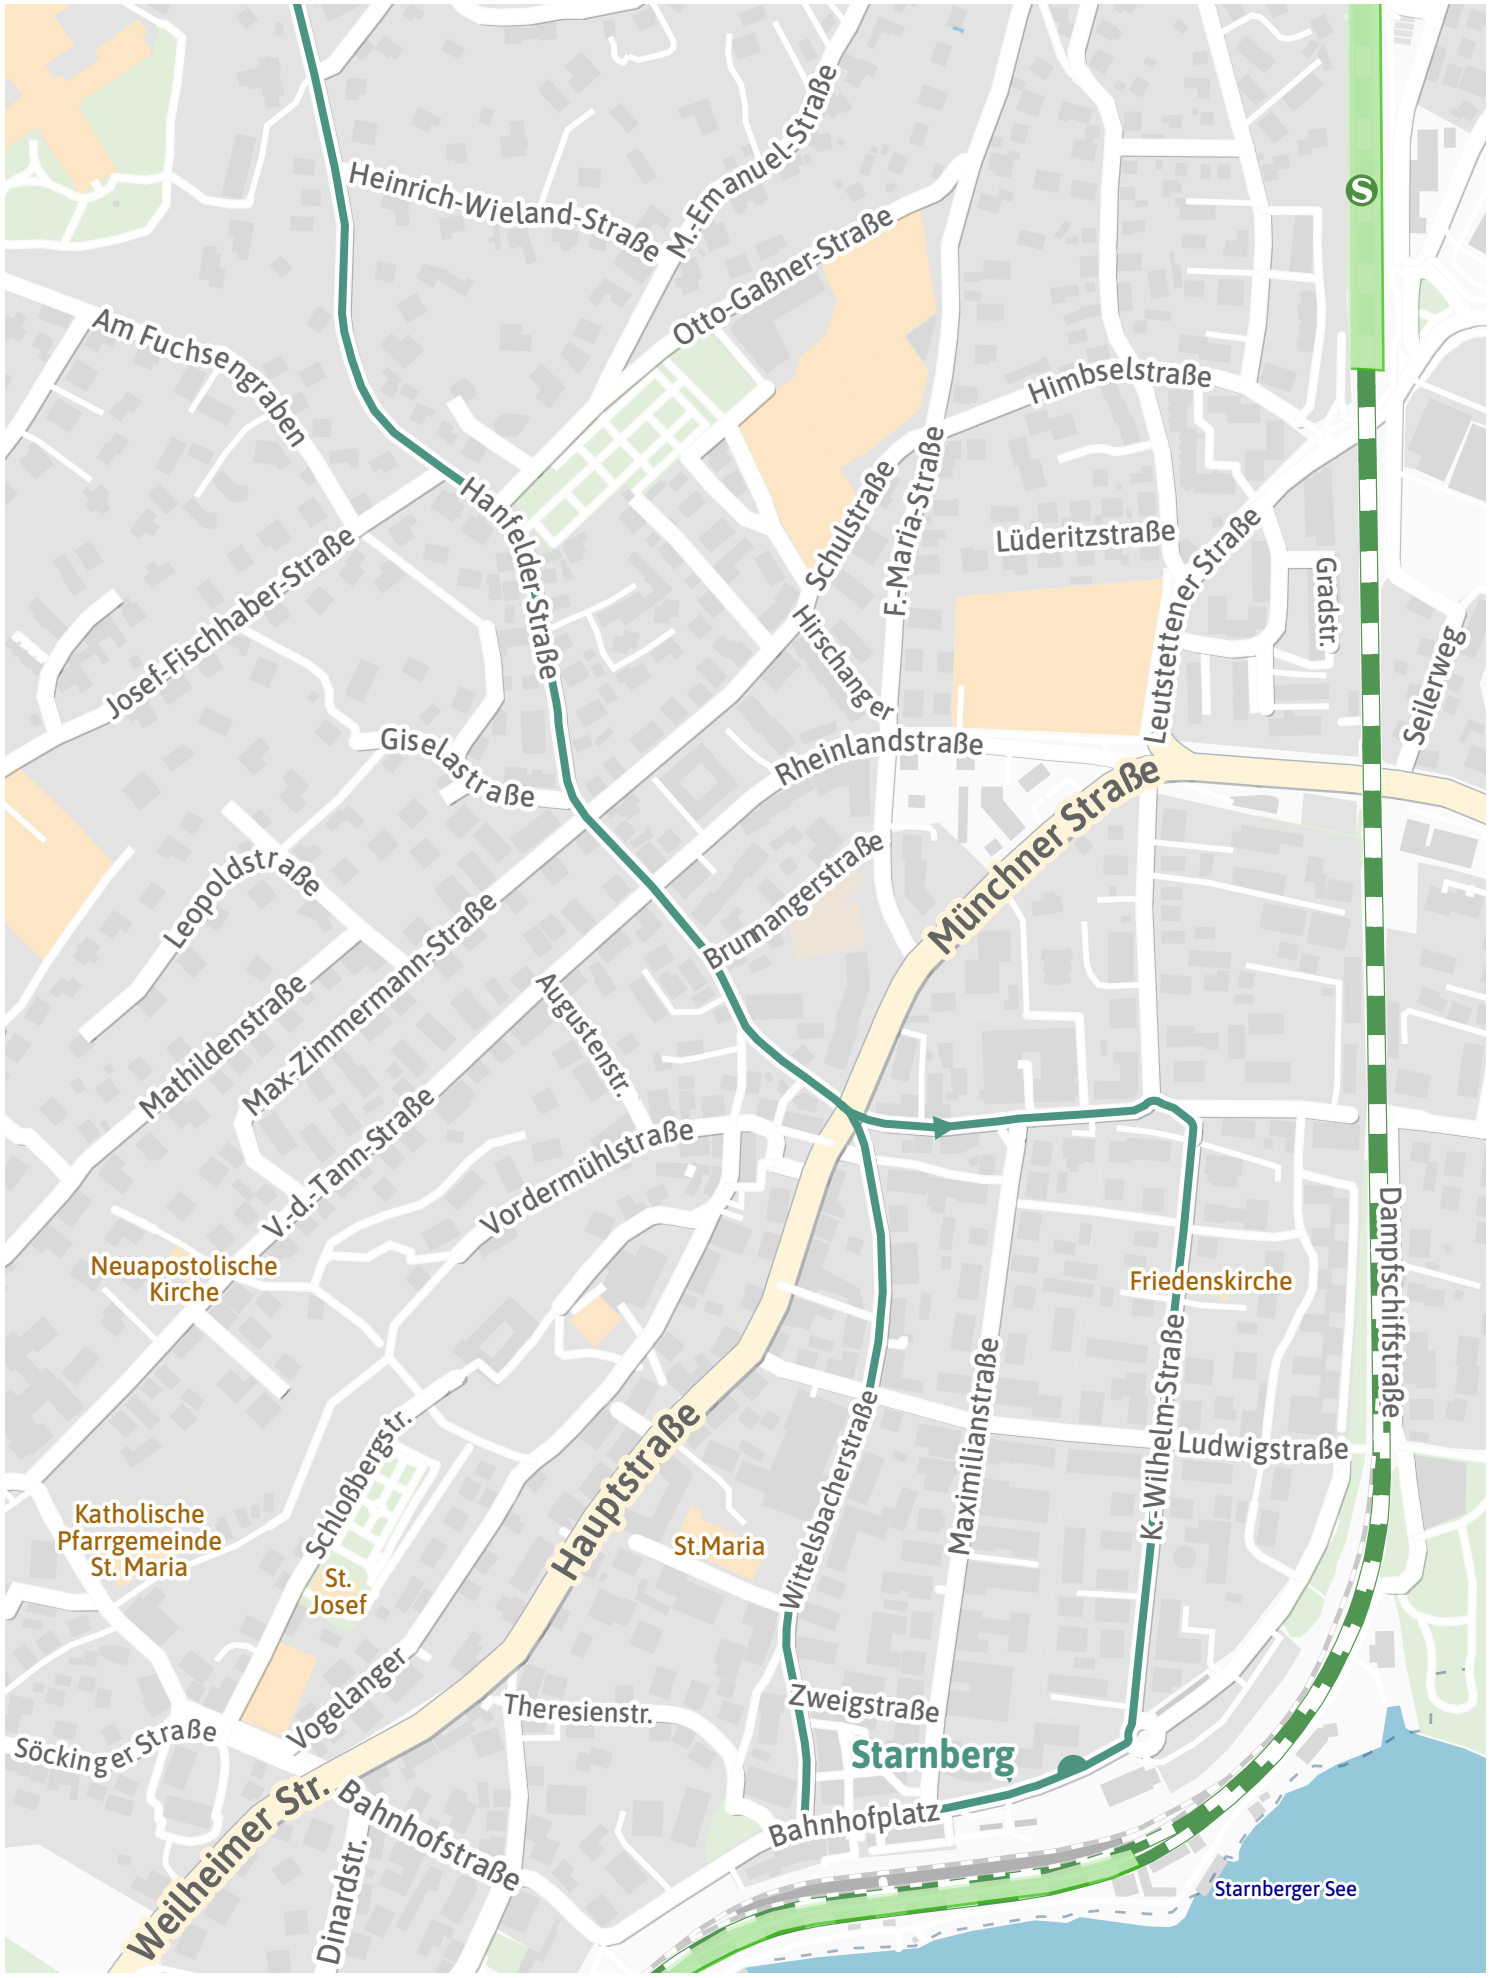 S
Heinrich-Wieland-Straße
M.-Emanuel-Straße
Otto-Gaßner-Straße
Am Fuchsengraben
Himbselstraße
Hanfelder-Straße
Schulstraße
F.-Maria-Straße
Lüderitzstraße
Leutstettener Straße
Gradstr.
Josef-Fischhaber-Straße
Hirschanger
Seilerweg
Giselastraße
Rheinlandstraße
Münchner Straße
Leopoldstraße
Brunnangerstraße
Max-Zimmermann-Straße
Mathildenstraße
Augustenstr.
V.-d.-Tann-Straße
Vordermühlstraße
Dampfschiffstraße
Neuapostolische
Kirche
Friedenskirche
K.-Wilhelm-Straße
Maximilianstraße
Wittelsbacherstraße
Hauptstraße
Schloßbergstr.
Ludwigstraße
Katholische
Pfarrgemeinde
St. Maria
St.
Josef
St.Maria
Vogelanger
Söckinger Straße
Theresienstr.
Zweigstraße
Starnberg
Bahnhofplatz
Weilheimer Str.
Bahnhofstraße
Dinardstr.
Starnberger See